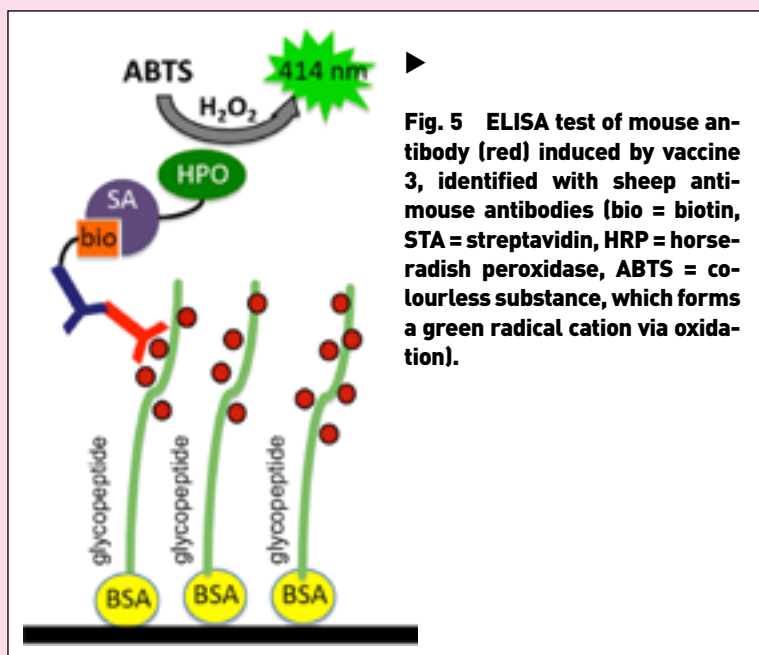 ABTS
414 nm
H₂O₂
HPO
SA
bio
glycopeptide
glycopeptide
glycopeptide
BSA
BSA
BSA
Fig. 5 ELISA test of mouse an-
tibody (red) induced by vaccine
3, identified with sheep anti-
mouse antibodies (bio = biotin,
STA = streptavidin, HRP = horse-
radish peroxidase, ABTS = co-
lourless substance, which forms
a green radical cation via oxida-
tion).